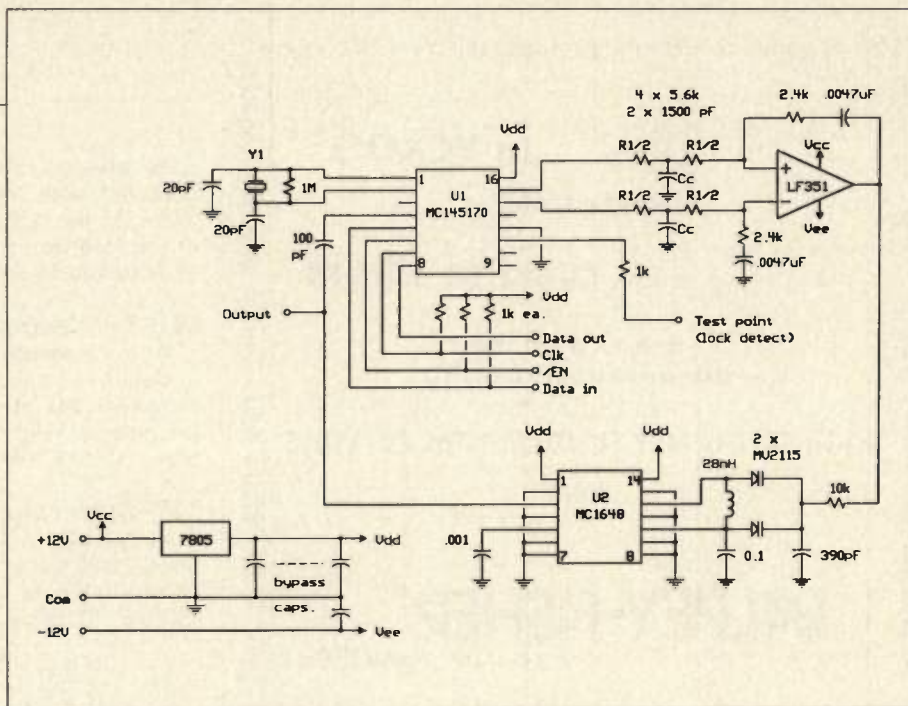 4 x 5.6k
2 x 1500 pF
2.4k .0047uF
Vdd
R1/2 R1/2
Vcc
Y1
20pF
1M
1 16
U1
MC145170
Cc
+
LF351
R1/2 R1/2
-
20pF
Vee
100
pF
Cc
2.4k
.0047uF
8 9
1k
Vdd
1k ea.
Output
Test point
(lock detect)
Data out
Clk
/EN
Data in
Vdd Vdd
2 x
MV2115
28nH
1 14
U2
MC1648
10k
Vcc
+12V
7805
Vdd
.001
7 8
0.1
390pF
bypass
caps.
Com
-12V
Vee